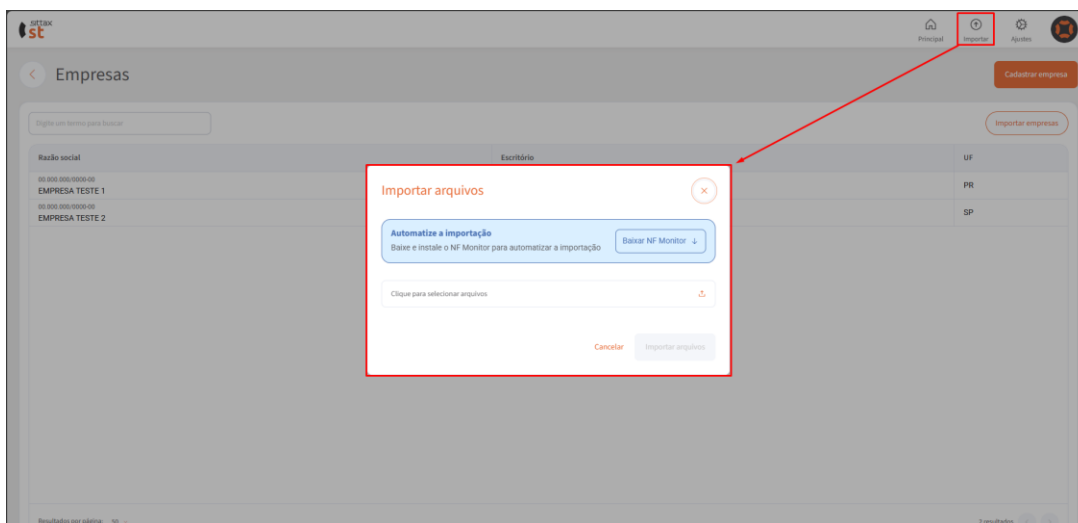 sittax
st
Principal
Importar
Ajustes
Empresas
Cadastrar empresa
Digite um termo para buscar
Importar empresas
Razão social
Escritório
UF
00.000.000/0000-00
EMPRESA TESTE 1
PR
00.000.000/0000-00
EMPRESA TESTE 2
SP
Importar arquivos
Automatize a importação
Baixe e instale o NF Monitor para automatizar a importação
Baixar NF Monitor
Clique para selecionar arquivos
Cancelar
Importar arquivos
Resultados por página: 50
2 resultados